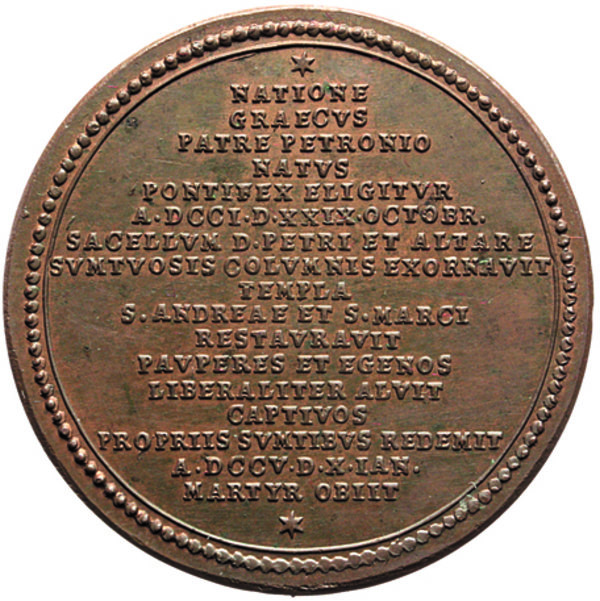 NATIONE
GRAECVS
PATRE PETRONIO
NATVS
PONTIFEX ELIGITVR
A·DCCI·D·XXIX·OCTOBR.
SACELLVM D·PETRI ET ALTARE
SVMTVOSIS COLVMNIS EXORNAVIT
TEMPLA
S·ANDREAE ET S·MARCI
RESTAVRAVIT
PAVPERES ET EGENOS
LIBERALITER ALVIT
CAPTIVOS
PROPRIIS SVMTIBVS REDEMIT
A·DCCV·D·X·IAN.
MARTYR OBIIT